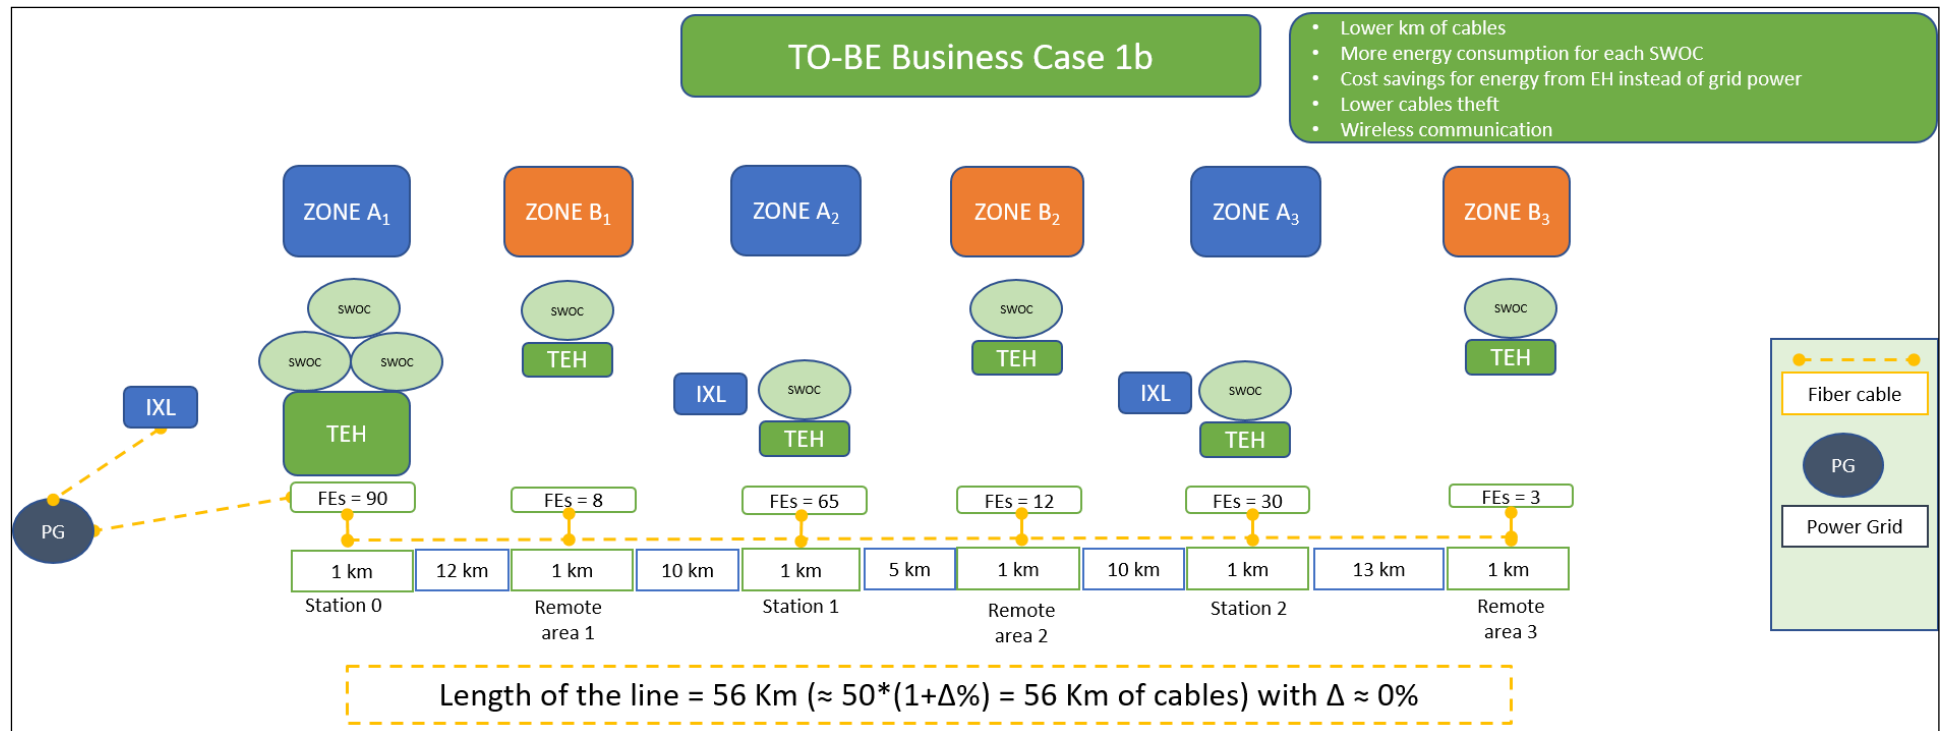 TO-BE Business Case 1b
• Lower km of cables
• More energy consumption for each SWOC
• Cost savings for energy from EH instead of grid power
• Lower cables theft
• Wireless communication
ZONE A1
ZONE B1
ZONE A2
ZONE B2
ZONE A3
ZONE B3
SWOC
SWOC
SWOC
TEH
SWOC
TEH
IXL
SWOC
TEH
SWOC
TEH
IXL
SWOC
TEH
SWOC
TEH
IXL
PG
Fiber cable
PG
Power Grid
FEs = 90
FEs = 8
FEs = 65
FEs = 12
FEs = 30
FEs = 3
1 km
12 km
1 km
10 km
1 km
5 km
1 km
10 km
1 km
13 km
1 km
Station 0
Remote
area 1
Station 1
Remote
area 2
Station 2
Remote
area 3
Length of the line = 56 Km (≈ 50*(1+Δ%) = 56 Km of cables) with Δ ≈ 0%